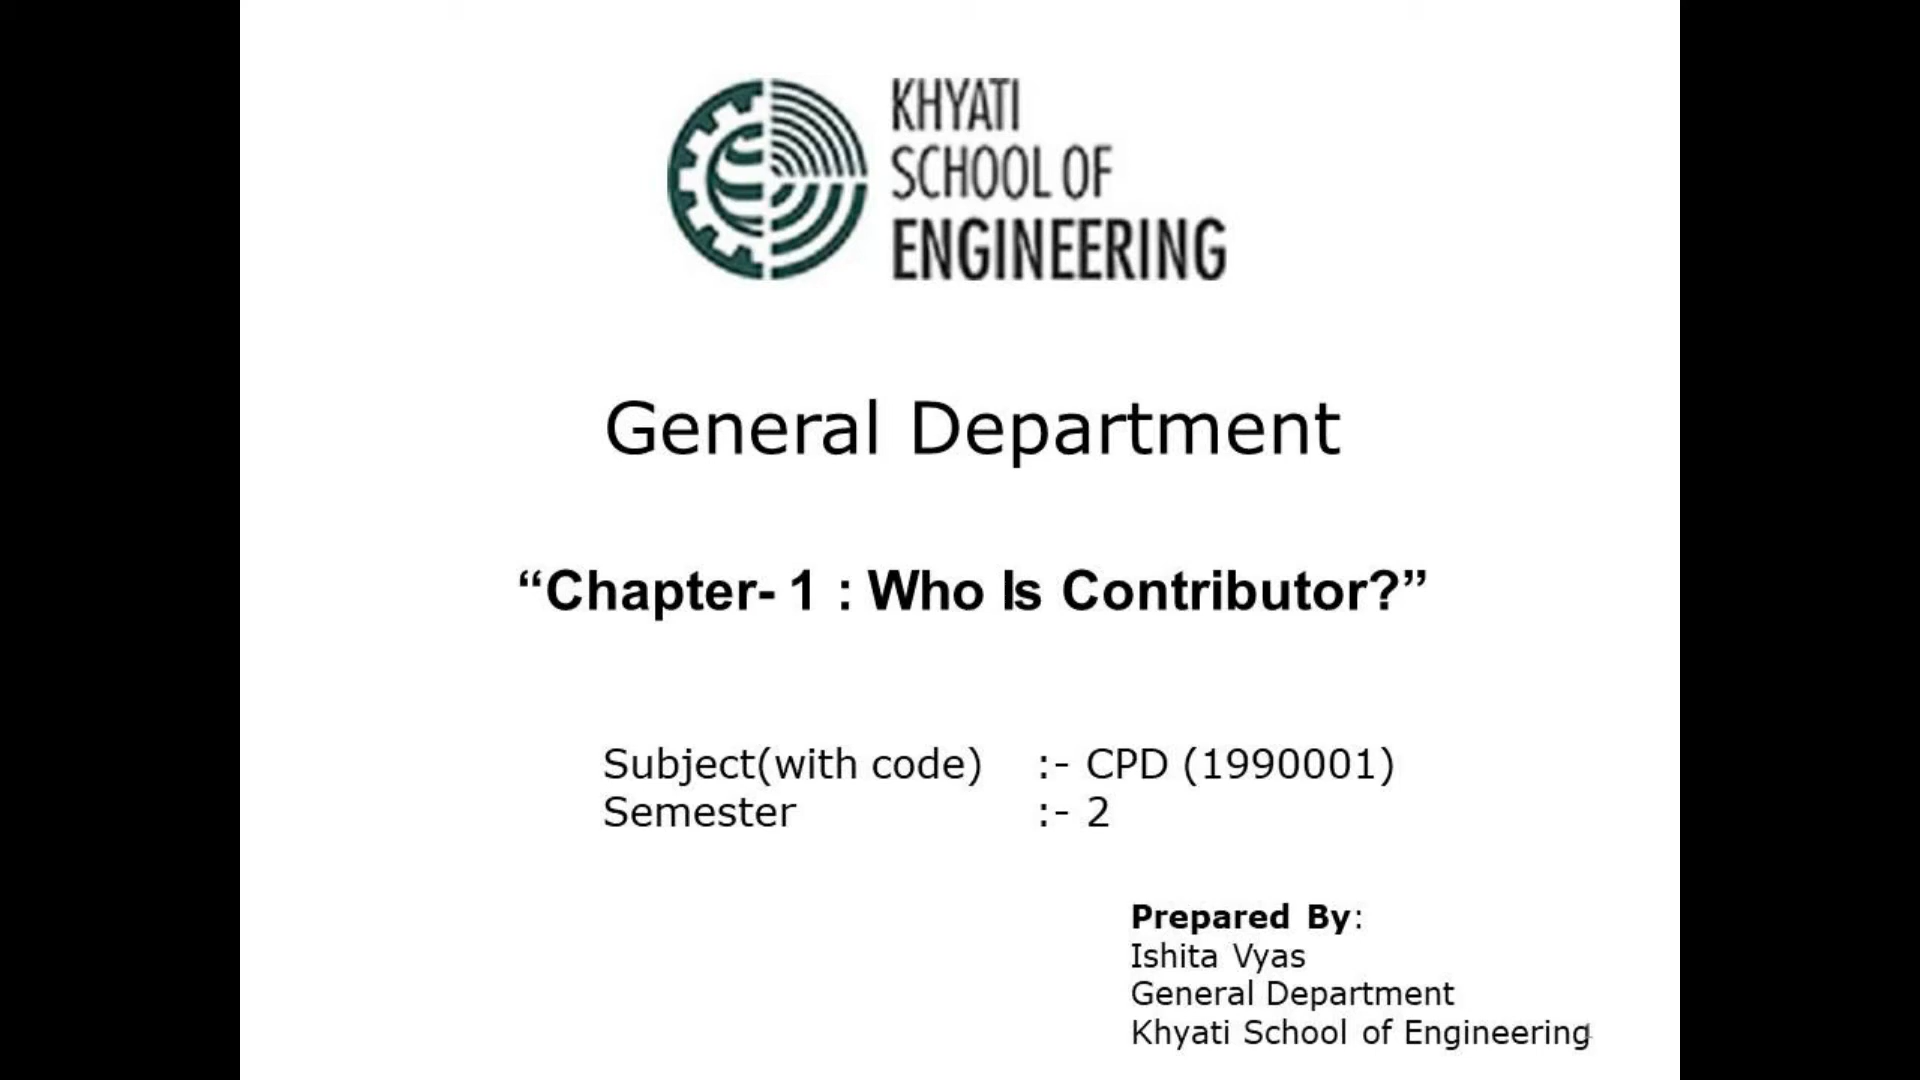 KHYATI
SCHOOL OF
ENGINEERING
General Department
“Chapter- 1 : Who Is Contributor?”
Subject(with code) :- CPD (1990001)
Semester :- 2
Prepared By:
Ishita Vyas
General Department
Khyati School of Engineering